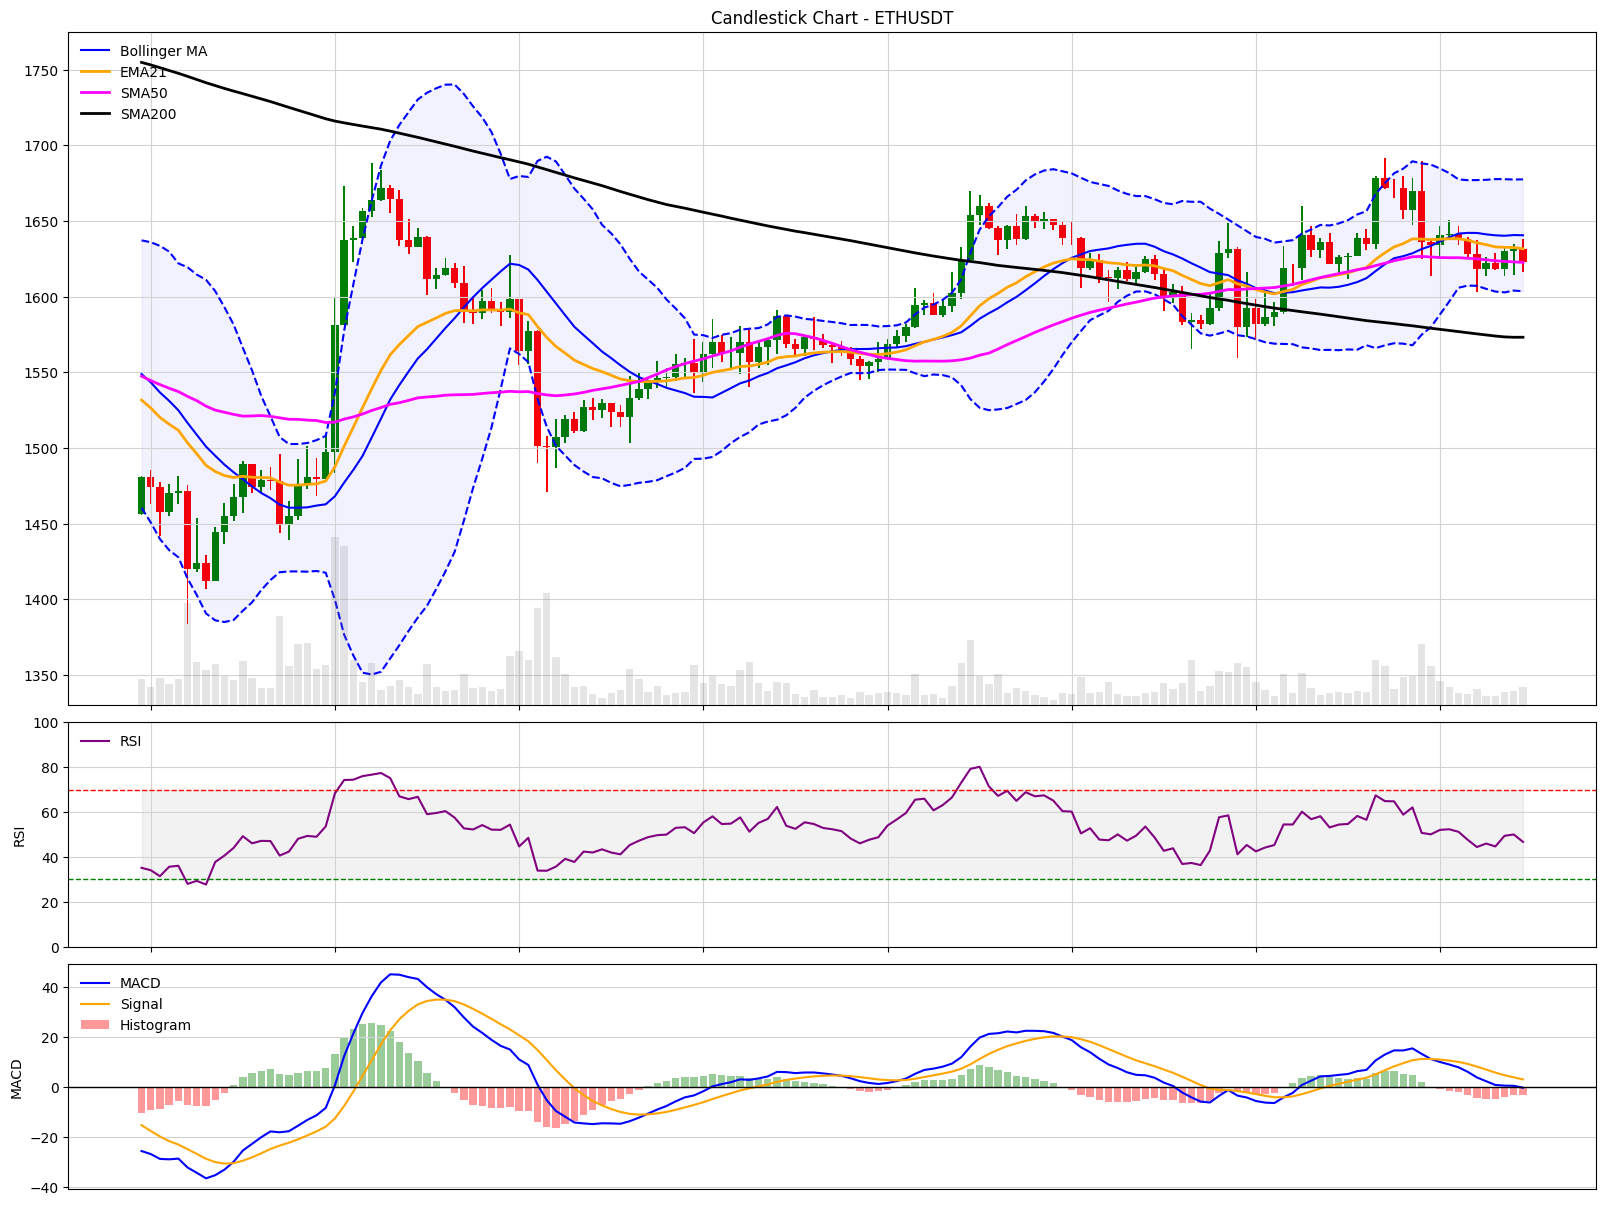 Candlestick Chart - ETHUSDT
Bollinger MA
EMA21
SMA50
SMA200
1750
1700
1650
1600
1550
1500
1450
1400
1350
RSI
RSI
100
80
60
40
20
0
MACD
Signal
Histogram
MACD
40
20
0
−20
−40